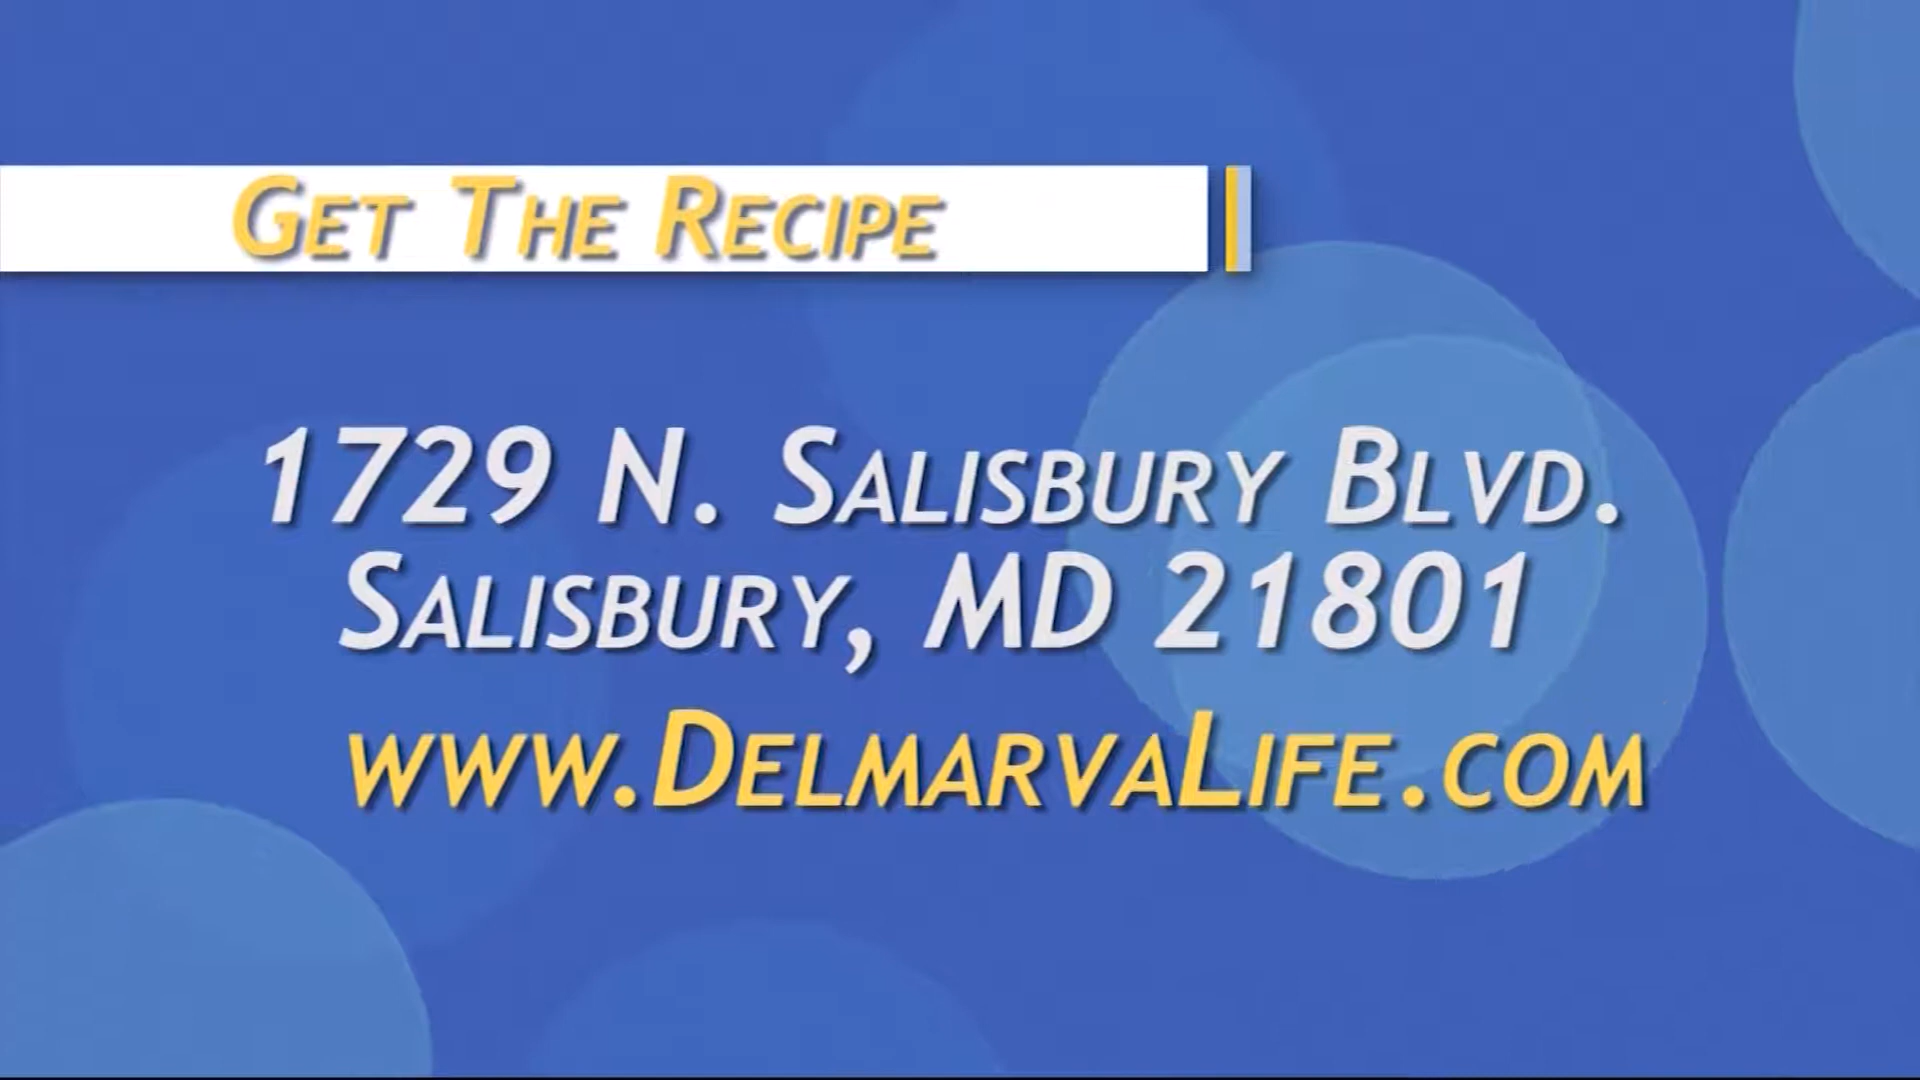 Get The Recipe
1729 N. Salisbury Blvd.
Salisbury, MD 21801
www.DelmarvaLife.com